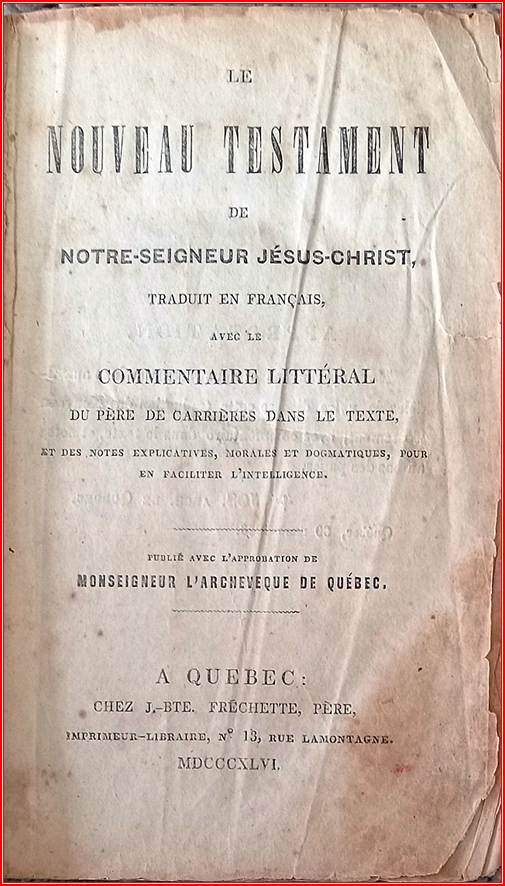 LE
NOUVEAU TESTAMENT
DE
NOTRE-SEIGNEUR JÉSUS-CHRIST,
TRADUIT EN FRANÇAIS,
AVEC LE
COMMENTAIRE LITTÉRAL
DU PÈRE DE CARRIÈRES DANS LE TEXTE,
ET DES NOTES EXPLICATIVES, MORALES ET DOGMATIQUES, POUR
EN FACILITER L'INTELLIGENCE.
PUBLIÉ AVEC L'APPROBATION DE
MONSEIGNEUR L'ARCHEVEQUE DE QUÉBEC,
A QUEBEC:
CHEZ J.-BTE. FRÉCHETTE, PÈRE,
IMPRIMEUR-LIBRAIRE, N° 13, RUE LAMONTAGNE.
MDCCCXLVI.